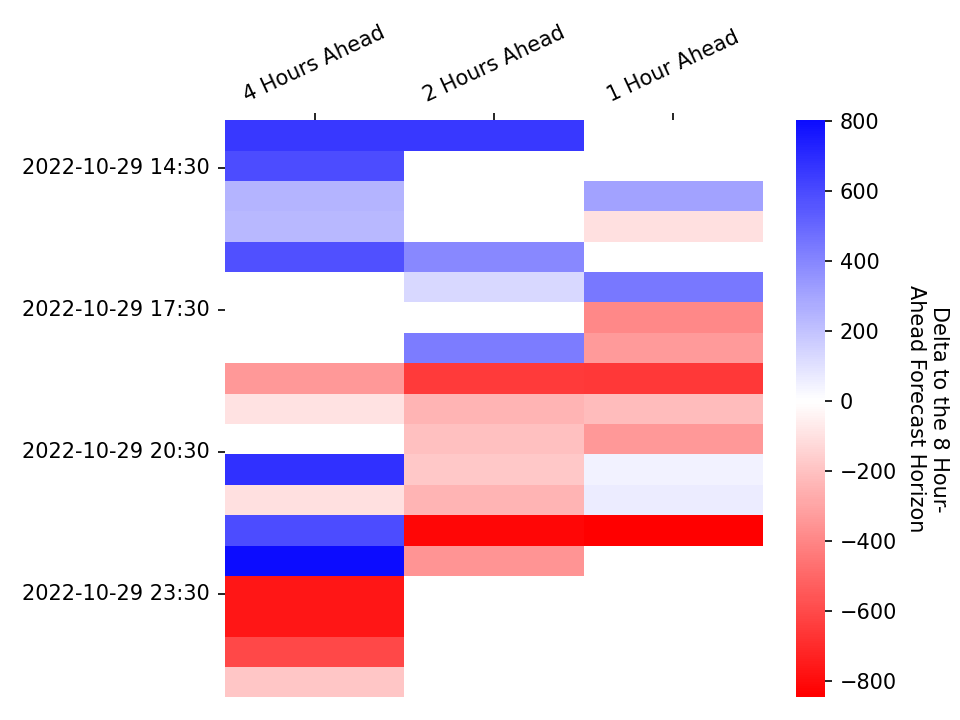 4 Hours Ahead
2 Hours Ahead
1 Hour Ahead
2022-10-29 14:30
2022-10-29 17:30
2022-10-29 20:30
2022-10-29 23:30
800
600
400
200
0
−200
−400
−600
−800
Delta to the 8 Hour-
Ahead Forecast Horizon